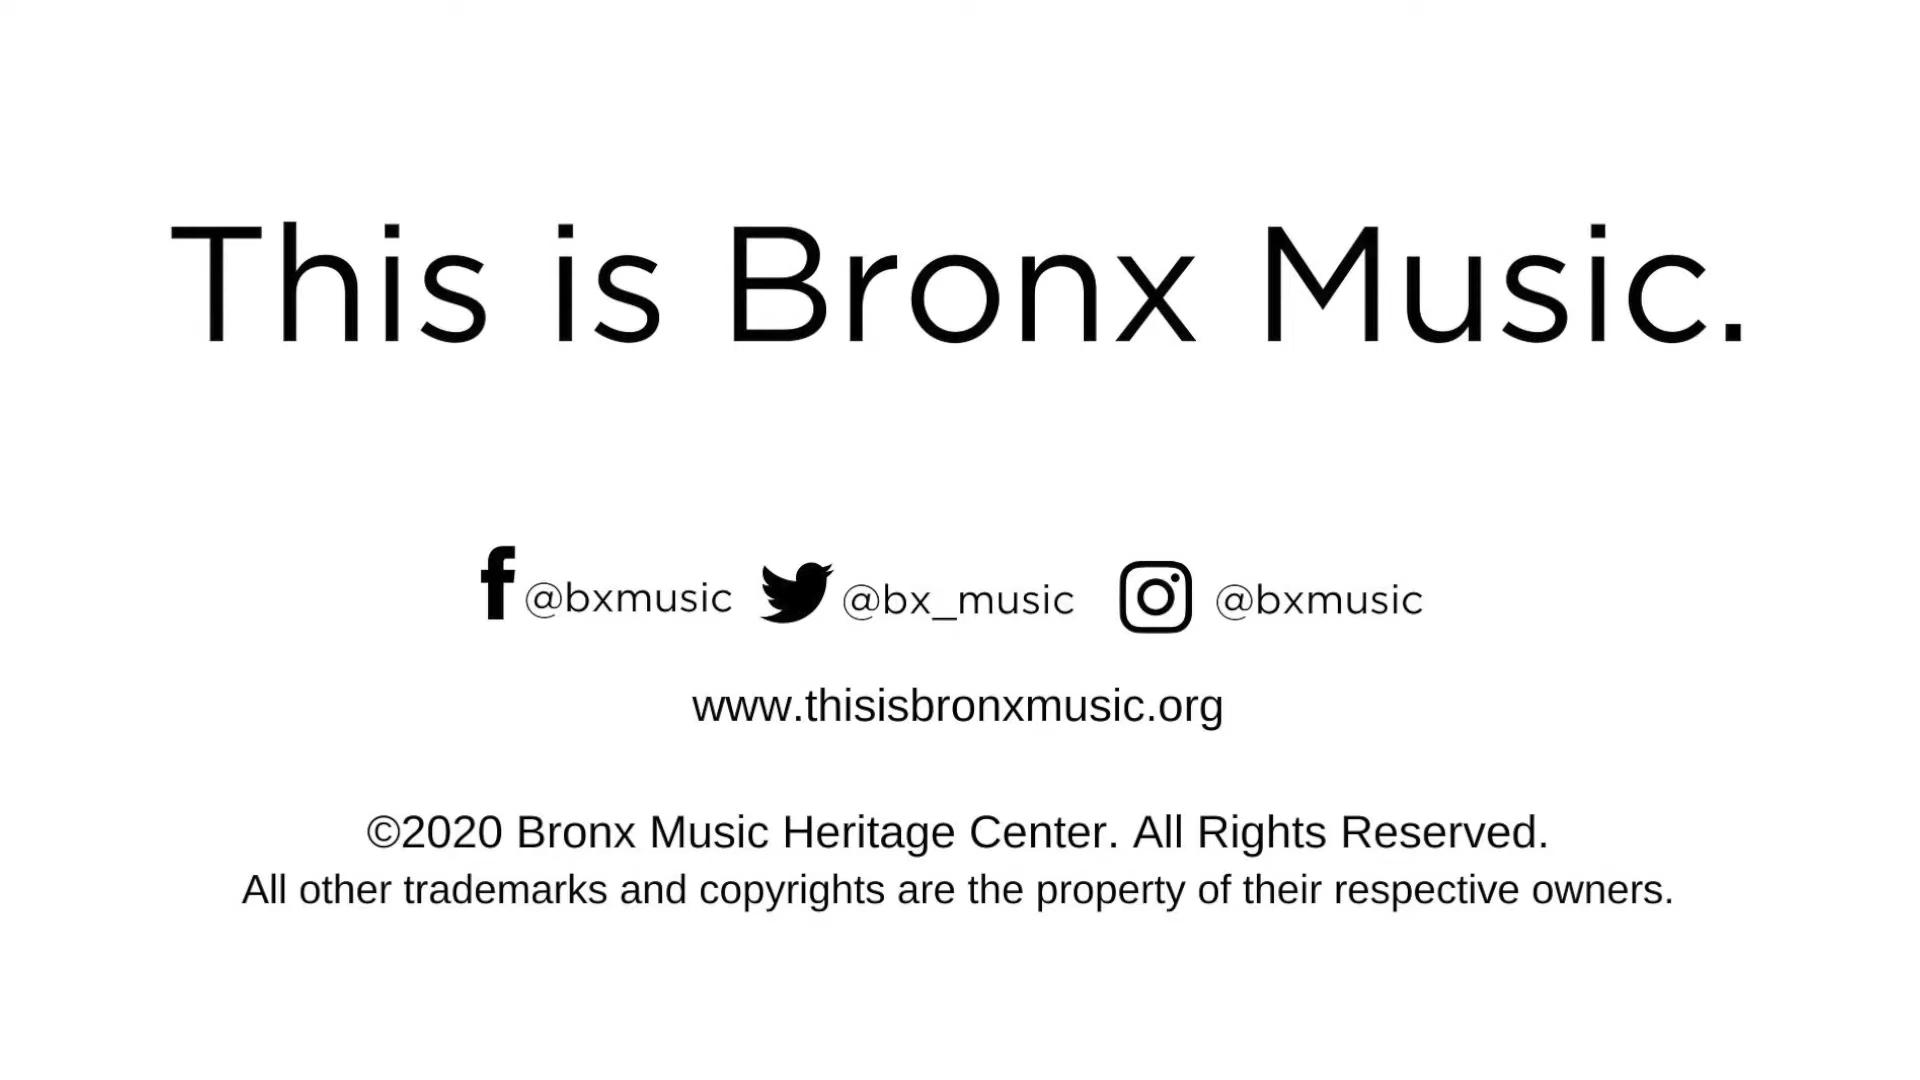 This is Bronx Music.
@bxmusic @bx_music @bxmusic
www.thisisbronxmusic.org
©2020 Bronx Music Heritage Center. All Rights Reserved.
All other trademarks and copyrights are the property of their respective owners.